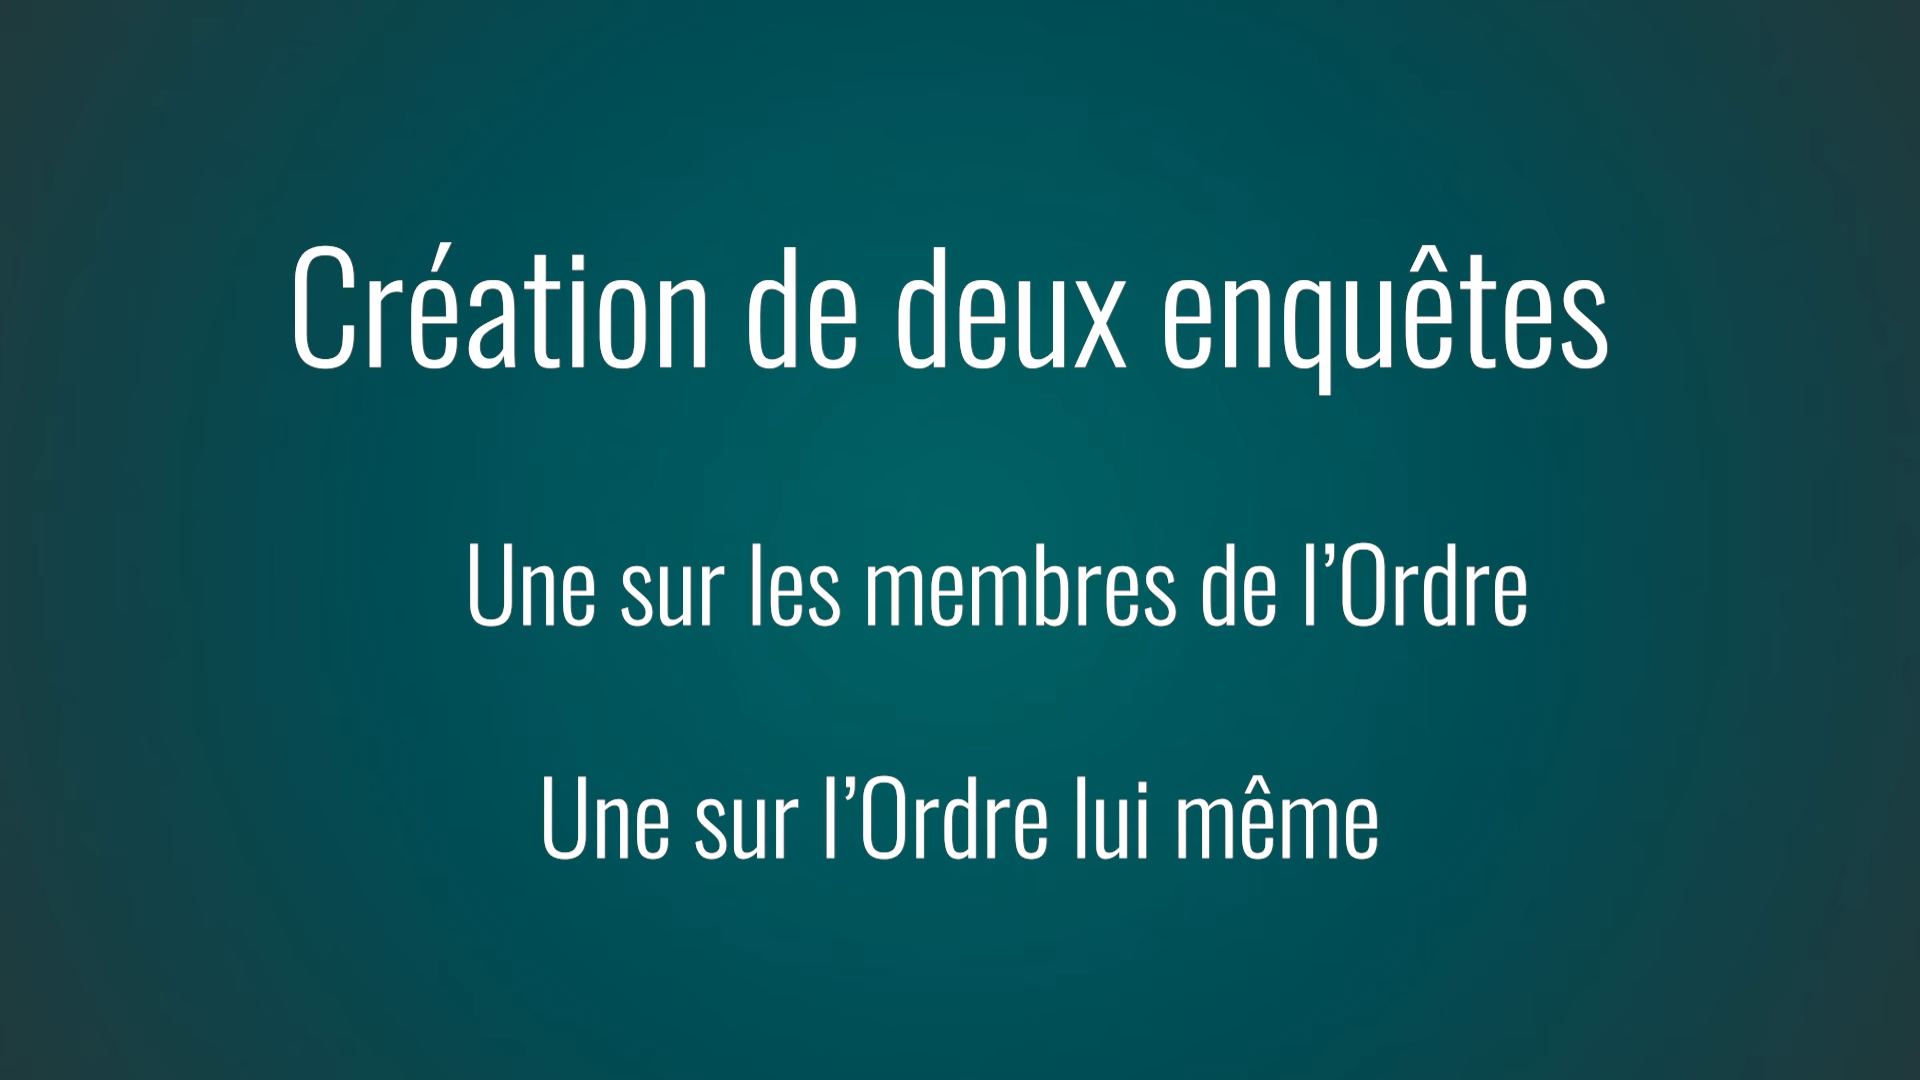 Création de deux enquêtes
Une sur les membres de l’Ordre
Une sur l’Ordre lui même